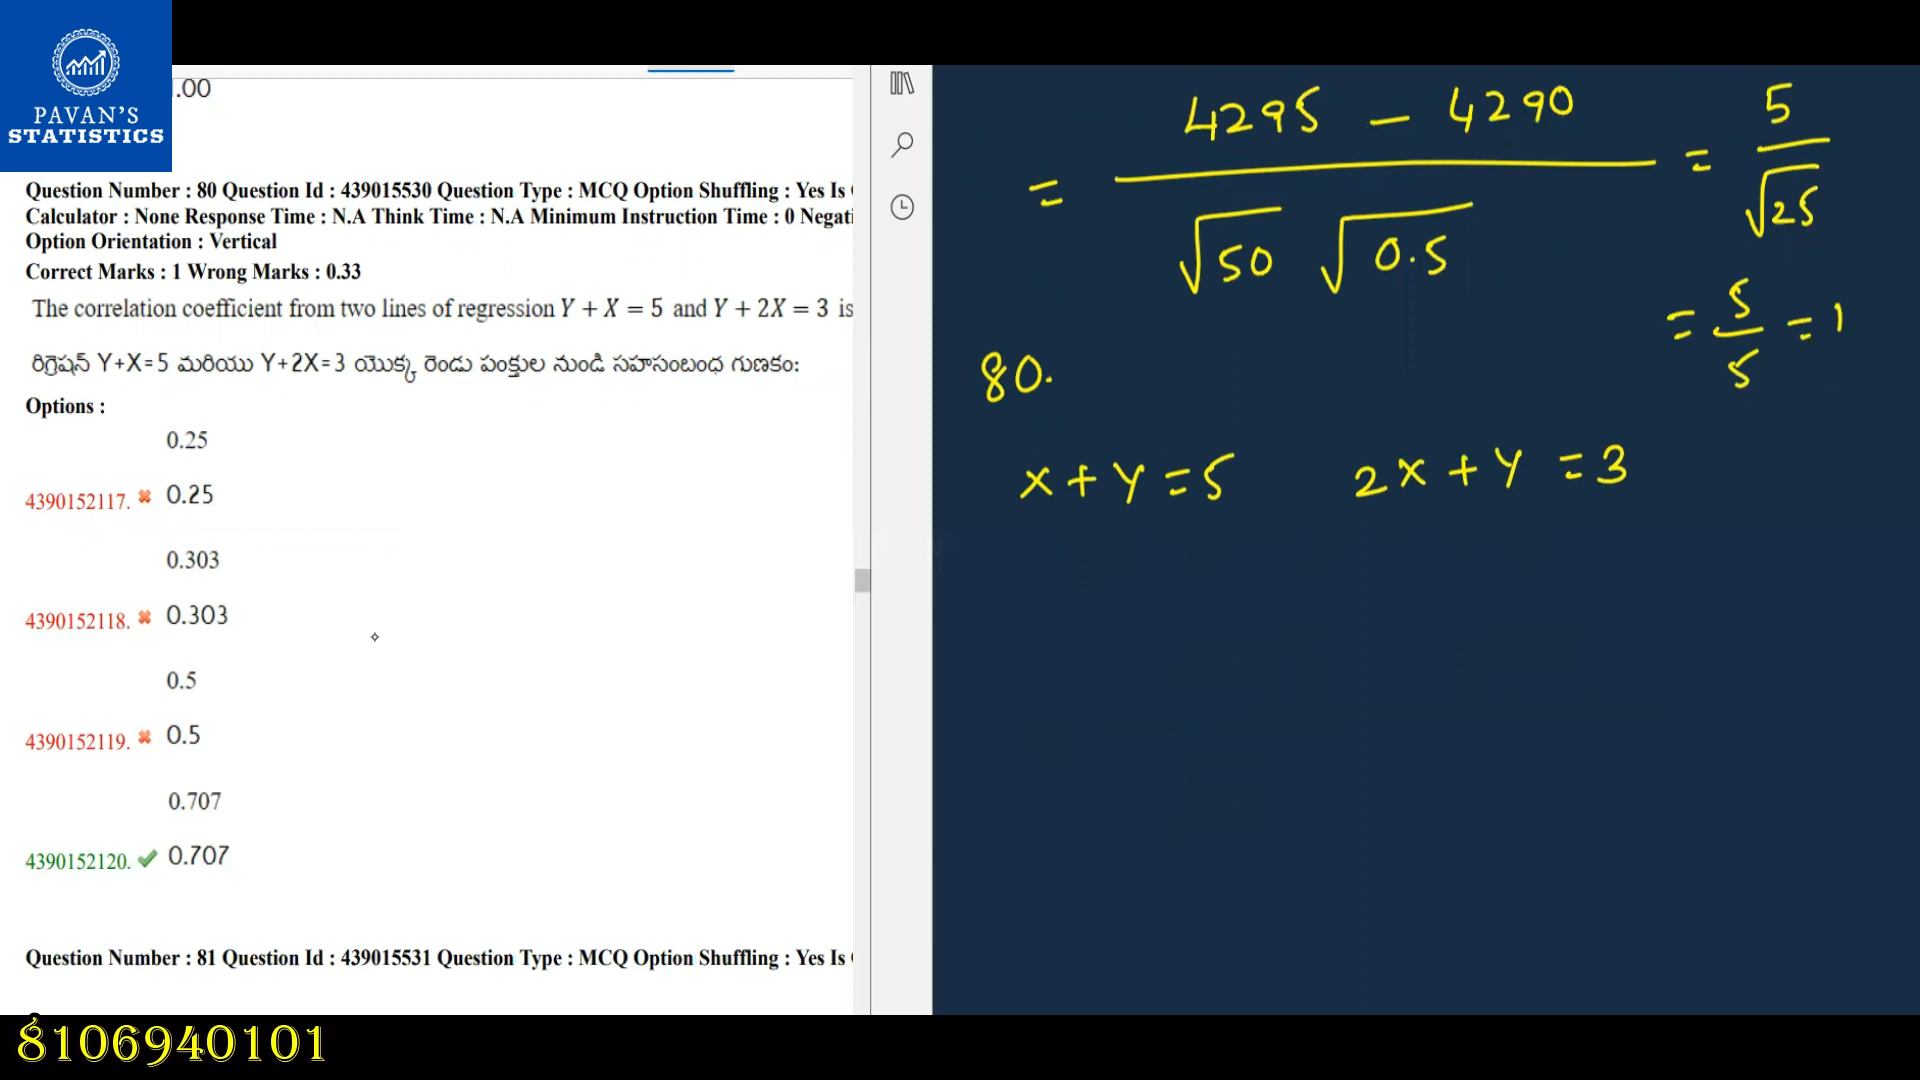 PAVAN'S
STATISTICS
.00
Question Number : 80 Question Id : 439015530 Question Type : MCQ Option Shuffling : Yes Is
Calculator : None Response Time : N.A Think Time : N.A Minimum Instruction Time : 0 Negati
Option Orientation : Vertical
Correct Marks : 1 Wrong Marks : 0.33
The correlation coefficient from two lines of regression Y + X = 5 and Y + 2X = 3 is
రిగ్రెషన్ Y+X=5 మరియు Y+2X=3 యొక్క రెండు పంక్తుల నుండి సహసంబంధ గుణకం:
Options :
0.25
4390152117. ✖ 0.25
0.303
4390152118. ✖ 0.303
0.5
4390152119. ✖ 0.5
0.707
4390152120. ✔ 0.707
Question Number : 81 Question Id : 439015531 Question Type : MCQ Option Shuffling : Yes Is
= (4295 - 4290) / (√50 √0.5) = 5 / √25
= 5/5 = 1
80.
x + y = 5 2x + y = 3
8106940101